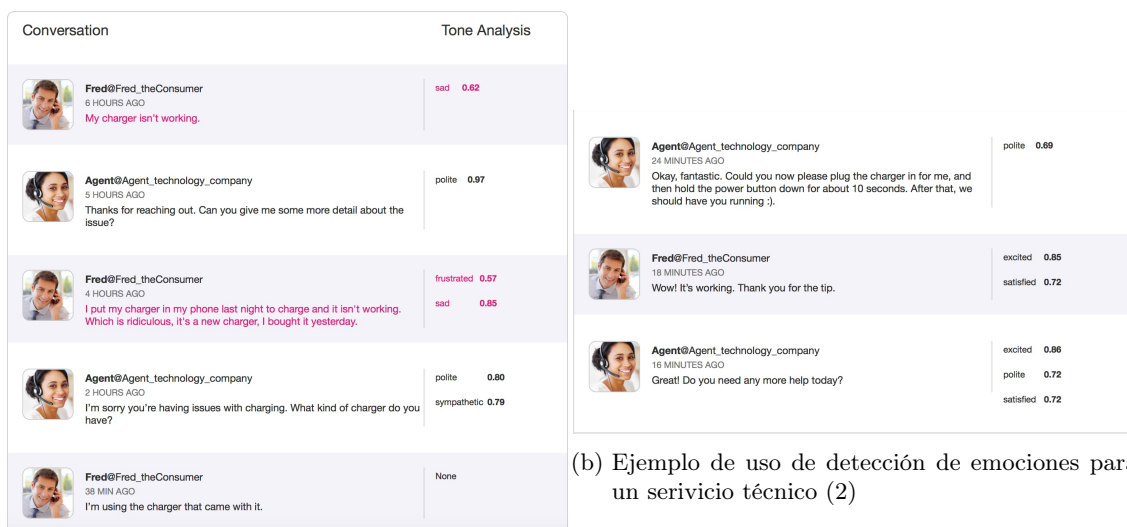 Conversation
Tone Analysis
Fred@Fred_theConsumer
6 HOURS AGO
My charger isn't working.
sad 0.62
Agent@Agent_technology_company
5 HOURS AGO
Thanks for reaching out. Can you give me some more detail about the
issue?
polite 0.97
Fred@Fred_theConsumer
4 HOURS AGO
I put my charger in my phone last night to charge and it isn't working.
Which is ridiculous, it's a new charger, I bought it yesterday.
frustrated 0.57
sad 0.85
Agent@Agent_technology_company
2 HOURS AGO
I'm sorry you're having issues with charging. What kind of charger do you
have?
polite 0.80
sympathetic 0.79
Fred@Fred_theConsumer
38 MIN AGO
I'm using the charger that came with it.
None
Agent@Agent_technology_company
24 MINUTES AGO
Okay, fantastic. Could you now please plug the charger in for me, and
then hold the power button down for about 10 seconds. After that, we
should have you running :).
polite 0.69
Fred@Fred_theConsumer
18 MINUTES AGO
Wow! It's working. Thank you for the tip.
excited 0.85
satisfied 0.72
Agent@Agent_technology_company
16 MINUTES AGO
Great! Do you need any more help today?
excited 0.86
polite 0.72
satisfied 0.72
(b) Ejemplo de uso de detección de emociones par
un serivicio técnico (2)